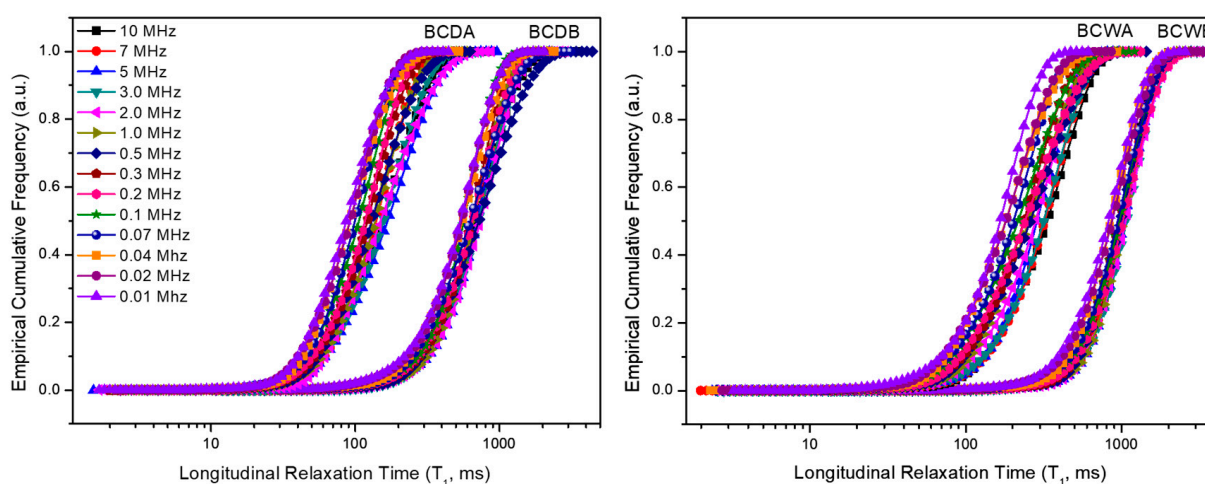 BCDA BCDB
10 MHz
7 MHz
5 MHz
3.0 MHz
2.0 MHz
1.0 MHz
0.5 MHz
0.3 MHz
0.2 MHz
0.1 MHz
0.07 MHz
0.04 Mhz
0.02 MHz
0.01 Mhz
Empirical Cumulative Frequency (a.u.)
1.0
0.8
0.6
0.4
0.2
0.0
10 100 1000
Longitudinal Relaxation Time (T1, ms)
BCWA BCWB
Empirical Cumulative Frequency (a.u.)
1.0
0.8
0.6
0.4
0.2
0.0
10 100 1000
Longitudinal Relaxation Time (T1, ms)